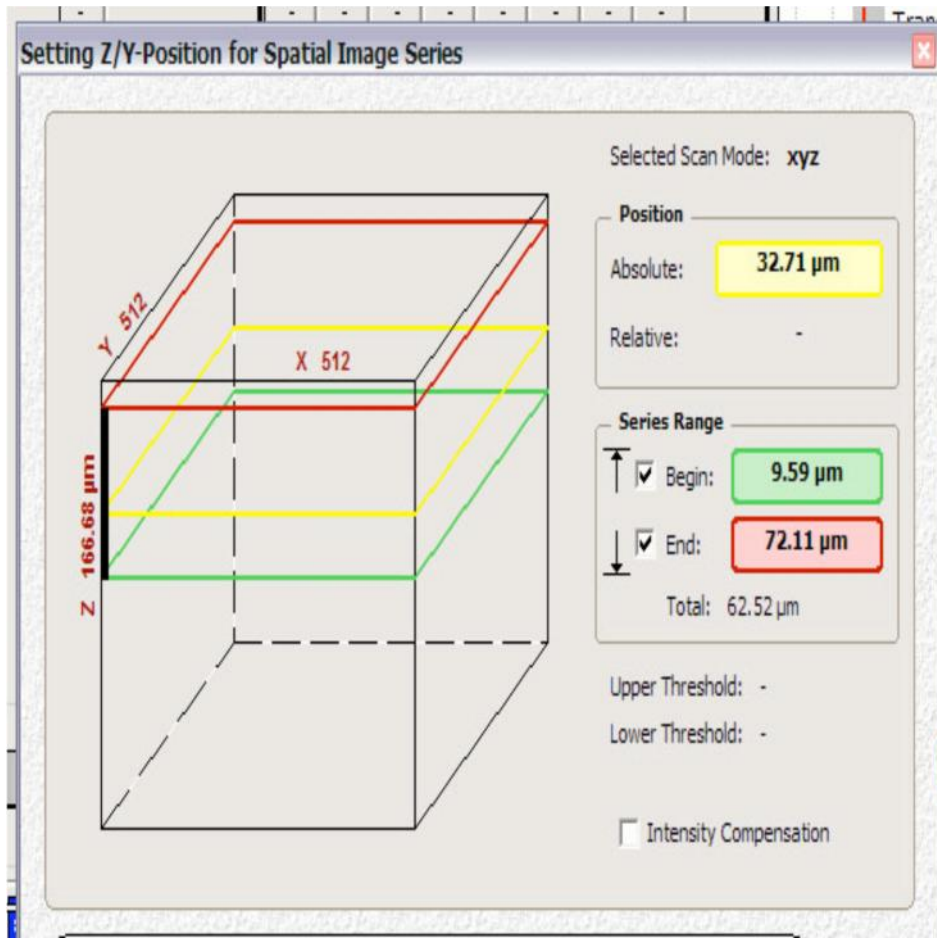 Setting Z/Y-Position for Spatial Image Series
Selected Scan Mode: xyz
Position
Absolute: 32.71 µm
Relative: -
Y 512
X 512
Z 166.68 µm
Series Range
Begin: 9.59 µm
End: 72.11 µm
Total: 62.52 µm
Upper Threshold: -
Lower Threshold: -
Intensity Compensation